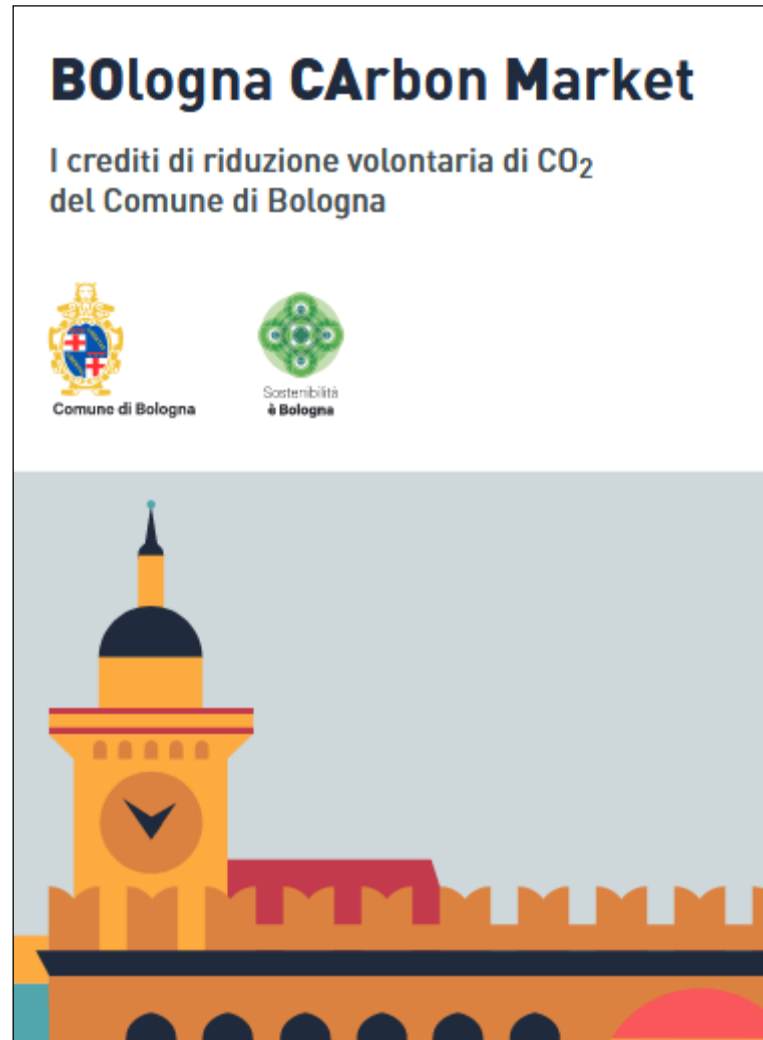 BOlogna CArbon Market
I crediti di riduzione volontaria di CO₂
del Comune di Bologna
Comune di Bologna
Sostenibilità
è Bologna